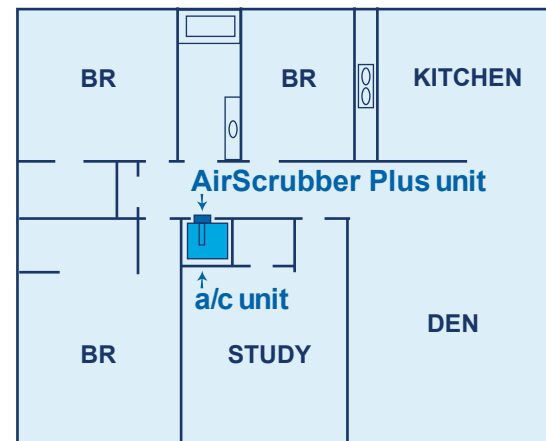 BR
BR
KITCHEN
AirScrubber Plus unit
a/c unit
DEN
BR
STUDY